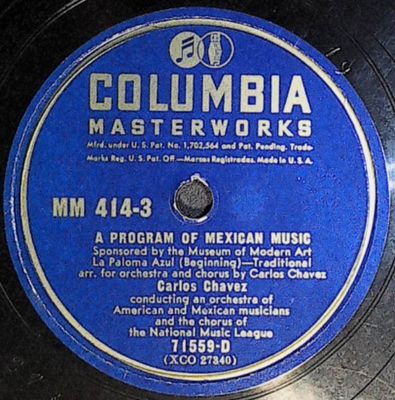 COLUMBIA
MASTERWORKS
Mfrd. under U. S. Pat. No. 1,702,564 and Pat. Pending. Trade-
Marks Reg. U. S. Pat. Off.—Marcas Registradas. Made in U. S. A.
MM 414-3
A PROGRAM OF MEXICAN MUSIC
Sponsored by the Museum of Modern Art
La Paloma Azul (Beginning)—Traditional
arr. for orchestra and chorus by Carlos Chavez
Carlos Chavez
conducting an orchestra of
American and Mexican musicians
and the chorus of
the National Music League
71559-D
(XCO 27340)